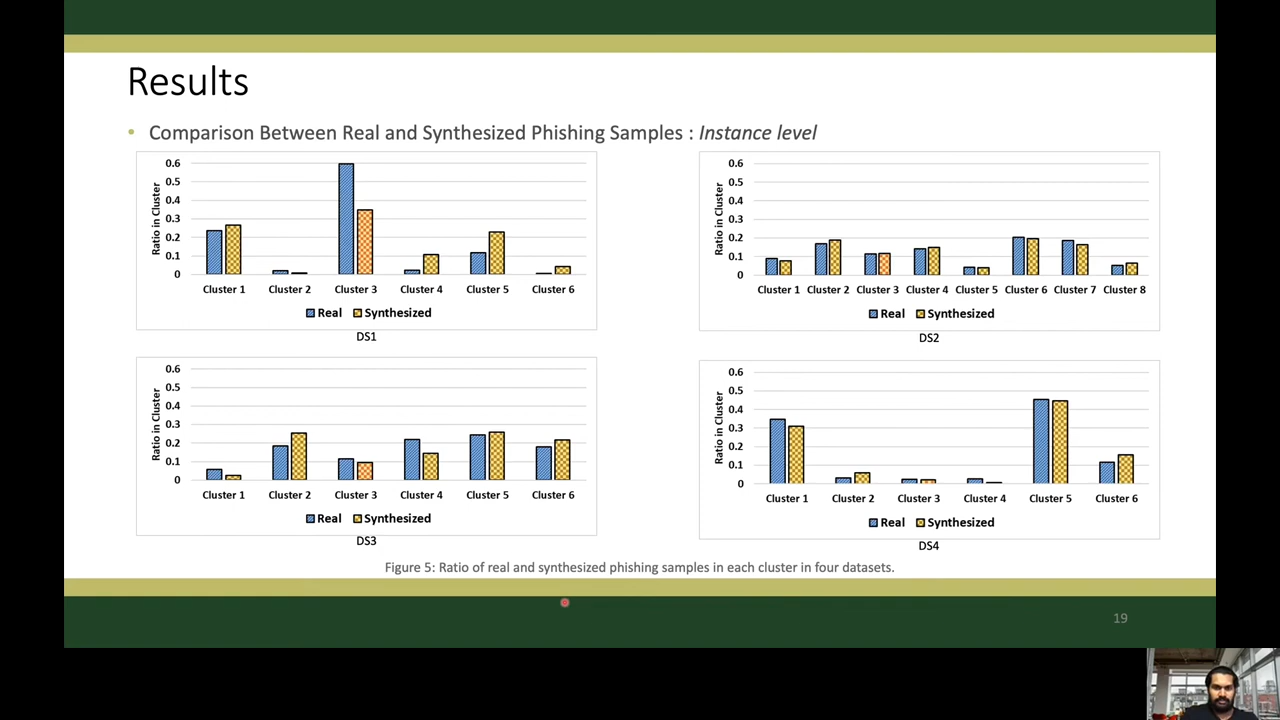 Results
• Comparison Between Real and Synthesized Phishing Samples : Instance level
Ratio in Cluster
0.6
0.5
0.4
0.3
0.2
0.1
0
Cluster 1 Cluster 2 Cluster 3 Cluster 4 Cluster 5 Cluster 6
Real Synthesized
DS1
Ratio in Cluster
0.6
0.5
0.4
0.3
0.2
0.1
0
Cluster 1 Cluster 2 Cluster 3 Cluster 4 Cluster 5 Cluster 6 Cluster 7 Cluster 8
Real Synthesized
DS2
Ratio in Cluster
0.6
0.5
0.4
0.3
0.2
0.1
0
Cluster 1 Cluster 2 Cluster 3 Cluster 4 Cluster 5 Cluster 6
Real Synthesized
DS3
Ratio in Cluster
0.6
0.5
0.4
0.3
0.2
0.1
0
Cluster 1 Cluster 2 Cluster 3 Cluster 4 Cluster 5 Cluster 6
Real Synthesized
DS4
Figure 5: Ratio of real and synthesized phishing samples in each cluster in four datasets.
19